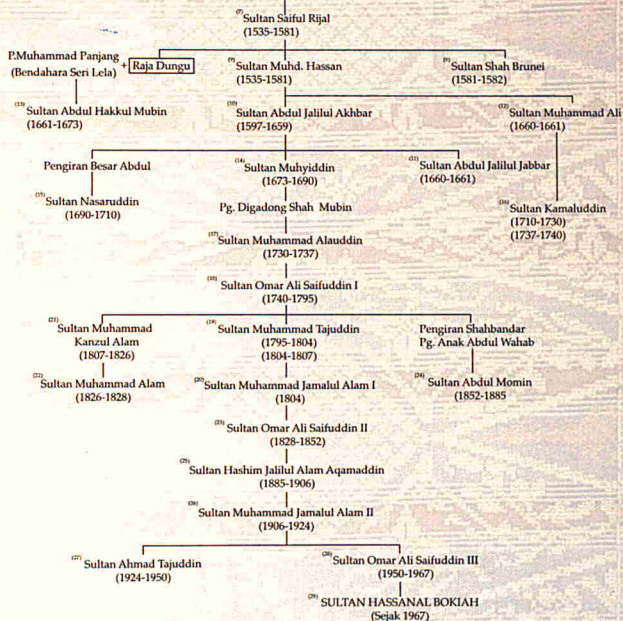 (7) Sultan Saiful Rijal
(1535-1581)
P.Muhammad Panjang
(Bendahara Seri Lela)
+ Raja Dungu
(9) Sultan Muhd. Hassan
(1535-1581)
(8) Sultan Shah Brunei
(1581-1582)
(13) Sultan Abdul Hakkul Mubin
(1661-1673)
(10) Sultan Abdul Jalilul Akhbar
(1597-1659)
(12) Sultan Muhammad Ali
(1660-1661)
Pengiran Besar Abdul
(14) Sultan Muhyiddin
(1673-1690)
(11) Sultan Abdul Jalilul Jabbar
(1660-1661)
(15) Sultan Nasaruddin
(1690-1710)
Pg. Digadong Shah Mubin
(16) Sultan Kamaluddin
(1710-1730)
(1737-1740)
(17) Sultan Muhammad Alauddin
(1730-1737)
(18) Sultan Omar Ali Saifuddin I
(1740-1795)
(21) Sultan Muhammad
Kanzul Alam
(1807-1826)
(19) Sultan Muhammad Tajuddin
(1795-1804)
(1804-1807)
Pengiran Shahbandar
Pg. Anak Abdul Wahab
(22) Sultan Muhammad Alam
(1826-1828)
(20) Sultan Muhammad Jamalul Alam I
(1804)
(24) Sultan Abdul Momin
(1852-1885
(23) Sultan Omar Ali Saifuddin II
(1828-1852)
(25) Sultan Hashim Jalilul Alam Aqamaddin
(1885-1906)
(26) Sultan Muhammad Jamalul Alam II
(1906-1924)
(27) Sultan Ahmad Tajuddin
(1924-1950)
(28) Sultan Omar Ali Saifuddin III
(1950-1967)
(29) SULTAN HASSANAL BOKIAH
(Sejak 1967)